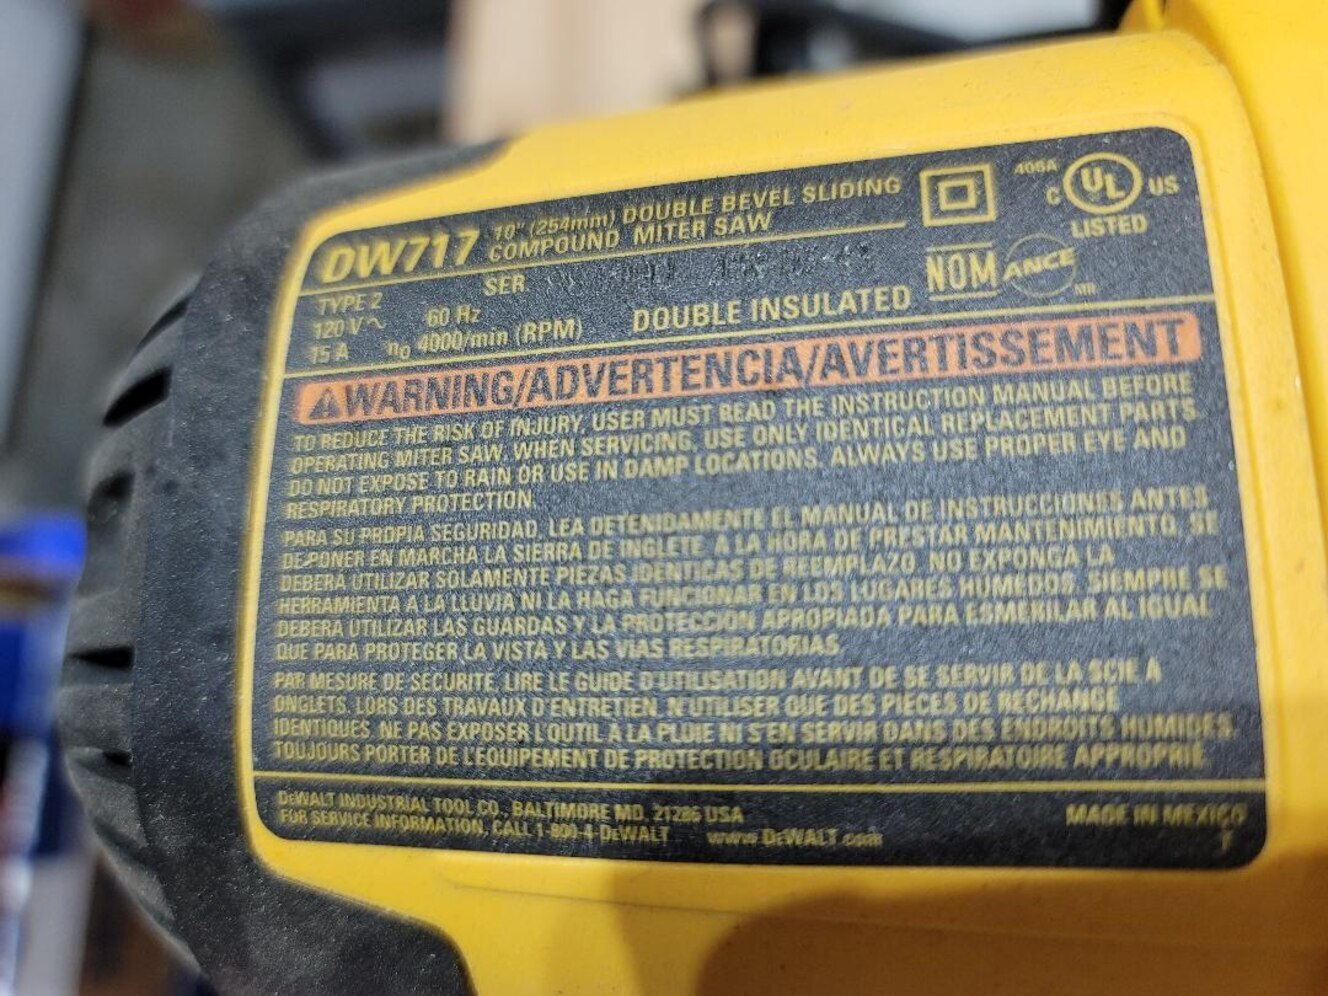 DW717 10" (254mm) DOUBLE BEVEL SLIDING
COMPOUND MITER SAW
406A
C UL US
LISTED
SER
NOM ANCE
MR
TYPE 2
120 V~ 60 Hz
15 A no 4000/min (RPM) DOUBLE INSULATED
⚠WARNING/ADVERTENCIA/AVERTISSEMENT
TO REDUCE THE RISK OF INJURY, USER MUST READ THE INSTRUCTION MANUAL BEFORE
OPERATING MITER SAW. WHEN SERVICING, USE ONLY IDENTICAL REPLACEMENT PARTS.
DO NOT EXPOSE TO RAIN OR USE IN DAMP LOCATIONS. ALWAYS USE PROPER EYE AND
RESPIRATORY PROTECTION.
PARA SU PROPIA SEGURIDAD, LEA DETENIDAMENTE EL MANUAL DE INSTRUCCIONES ANTES
DE PONER EN MARCHA LA SIERRA DE INGLETE. A LA HORA DE PRESTAR MANTENIMIENTO, SE
DEBERÁ UTILIZAR SOLAMENTE PIEZAS IDENTICAS DE REEMPLAZO. NO EXPONGA LA
HERRAMIENTA A LA LLUVIA NI LA HAGA FUNCIONAR EN LOS LUGARES HUMEDOS. SIEMPRE SE
DEBERÁ UTILIZAR LAS GUARDAS Y LA PROTECCIÓN APROPIADA PARA ESMERILAR AL IGUAL
QUE PARA PROTEGER LA VISTA Y LAS VIAS RESPIRATORIAS.
PAR MESURE DE SÉCURITÉ, LIRE LE GUIDE D'UTILISATION AVANT DE SE SERVIR DE LA SCIE À
ONGLETS. LORS DES TRAVAUX D'ENTRETIEN, N'UTILISER QUE DES PIÈCES DE RECHANGE
IDENTIQUES. NE PAS EXPOSER L'OUTIL À LA PLUIE NI S'EN SERVIR DANS DES ENDROITS HUMIDES.
TOUJOURS PORTER DE L'ÉQUIPEMENT DE PROTECTION OCULAIRE ET RESPIRATOIRE APPROPRIÉ.
DEWALT INDUSTRIAL TOOL CO., BALTIMORE MD. 21286 USA
FOR SERVICE INFORMATION, CALL 1-800-4-DEWALT www.DEWALT.com
MADE IN MEXICO